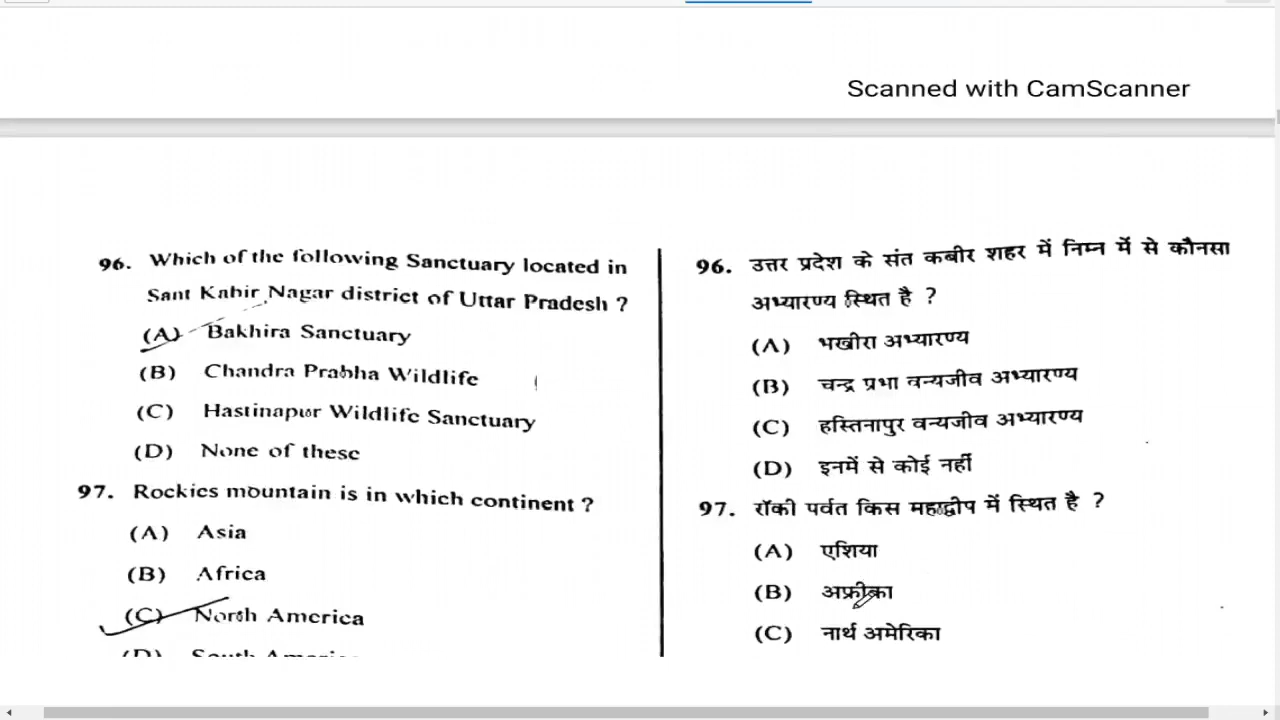 Scanned with CamScanner
96. Which of the following Sanctuary located in
Sant Kabir Nagar district of Uttar Pradesh ?
(A) Bakhira Sanctuary
(B) Chandra Prabha Wildlife
(C) Hastinapur Wildlife Sanctuary
(D) None of these
97. Rockies mountain is in which continent ?
(A) Asia
(B) Africa
(C) North America
(D) South America
96. उत्तर प्रदेश के संत कबीर शहर में निम्न में से कौनसा
अभ्यारण्य स्थित है ?
(A) भखीरा अभ्यारण्य
(B) चन्द्र प्रभा वन्यजीव अभ्यारण्य
(C) हस्तिनापुर वन्यजीव अभ्यारण्य
(D) इनमें से कोई नहीं
97. रॉकी पर्वत किस महाद्वीप में स्थित है ?
(A) एशिया
(B) अफ्रीका
(C) नार्थ अमेरिका